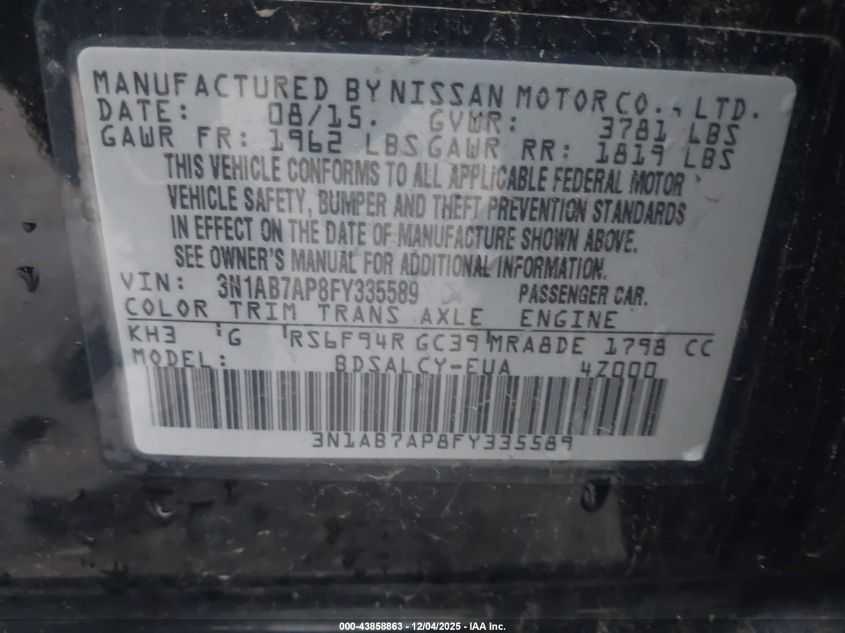 MANUFACTURED BY NISSAN MOTOR CO., LTD.
DATE: 08/15. GVWR: 3781 LBS
GAWR FR: 1962 LBS GAWR RR: 1819 LBS
THIS VEHICLE CONFORMS TO ALL APPLICABLE FEDERAL MOTOR
VEHICLE SAFETY, BUMPER AND THEFT PREVENTION STANDARDS
IN EFFECT ON THE DATE OF MANUFACTURE SHOWN ABOVE.
SEE OWNER'S MANUAL FOR ADDITIONAL INFORMATION.
VIN: 3N1AB7AP8FY335589 PASSENGER CAR.
COLOR TRIM TRANS AXLE ENGINE
KH3 G RS6F94R GC39 MRA8DE 1798 CC
MODEL: BDSALCY-EUA 4Z000
3N1AB7AP8FY335589
000-43858863 - 12/04/2025 - IAA Inc.